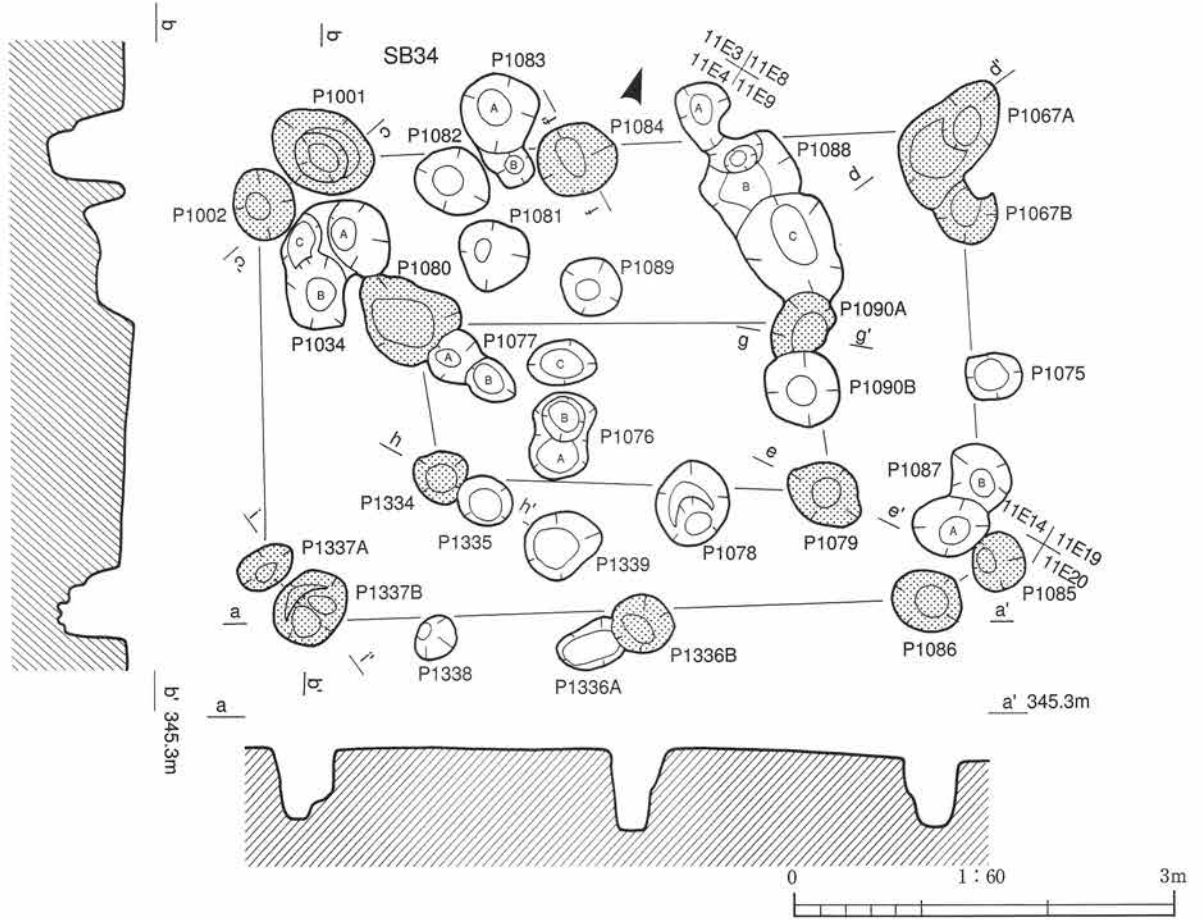 b
b
SB34
P1083
11E3 11E8
11E4 11E9
d'
P1001
c
A
f'
P1084
A
P1067A
P1082
B
P1088
d
B
P1002
P1081
f
P1067B
C
A
c'
P1080
P1089
C
B
P1090A
P1034
P1077
g
g'
A
C
P1075
B
P1090B
B
P1076
h
e
P1087
A
B
P1334
h'
e'
A
11E14 11E19
11E20
i
P1335
P1078
P1079
P1337A
P1339
P1337B
P1085
a
a'
P1086
P1338
P1336B
i'
b'
P1336A
b' 345.3m
a
a' 345.3m
0
1：60
3m